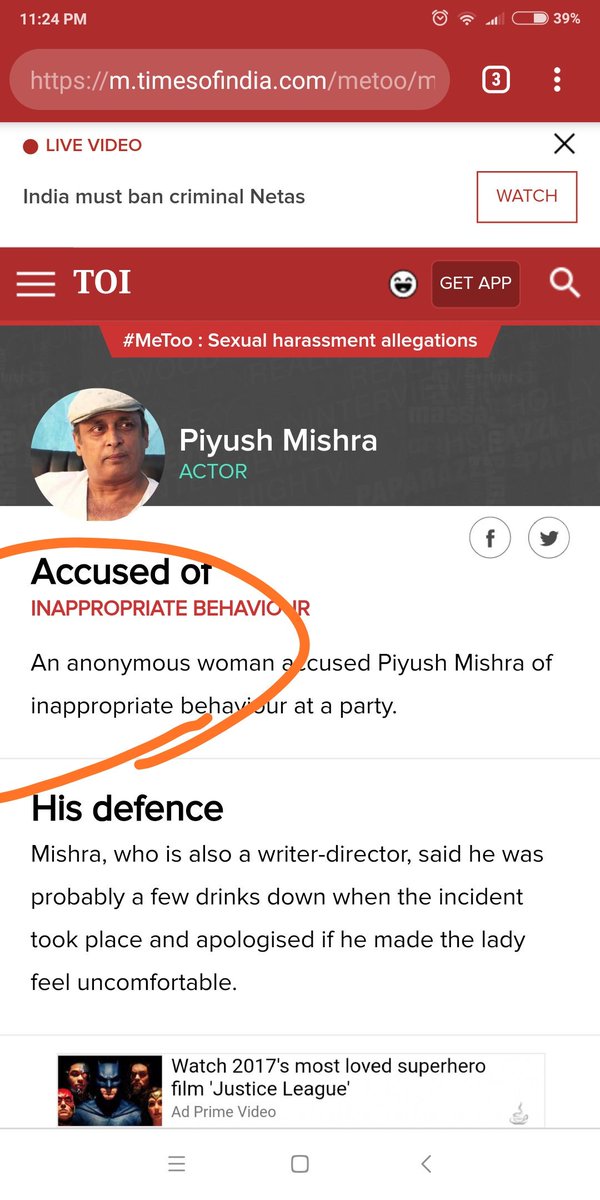 11:24 PM
39%
https://m.timesofindia.com/metoo/m
3
LIVE VIDEO
India must ban criminal Netas
WATCH
TOI
GET APP
#MeToo : Sexual harassment allegations
Piyush Mishra
ACTOR
Accused of
INAPPROPRIATE BEHAVIOUR
An anonymous woman accused Piyush Mishra of
inappropriate behaviour at a party.
His defence
Mishra, who is also a writer-director, said he was
probably a few drinks down when the incident
took place and apologised if he made the lady
feel uncomfortable.
Watch 2017's most loved superhero
film 'Justice League'
Ad Prime Video